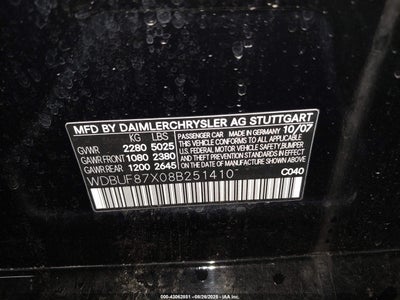 MFD BY DAIMLERCHRYSLER AG STUTTGART
KG LBS PASSENGER CAR MADE IN GERMANY 10/07
GVWR 2280 5025 THIS VEHICLE CONFORMS TO ALL APPLICABLE
GAWR FRONT 1080 2380 U.S. FEDERAL MOTOR VEHICLE SAFETY, BUMPER
GAWR REAR 1200 2645 AND THEFT PREVENTION STANDARDS IN EFFECT
ON THE DATE OF MANUFACTURE SHOWN ABOVE
WDBUF87X08B251410 C040